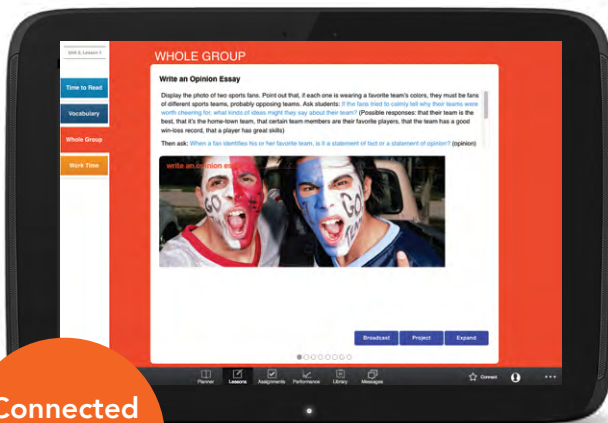 Unit 2, Lesson 1
WHOLE GROUP
Time to Read
Vocabulary
Whole Group
Work Time
Write an Opinion Essay
Display the photo of two sports fans. Point out that, if each one is wearing a favorite team's colors, they must be fans
of different sports teams, probably opposing teams. Ask students: If the fans tried to calmly tell why their teams were
worth cheering for, what kinds of ideas might they say about their team? (Possible responses: that their team is the
best, that it's the home-town team, that certain team members are their favorite players, that the team has a good
win-loss record, that a player has great skills)
Then ask: When a fan identifies his or her favorite team, is it a statement of fact or a statement of opinion? (opinion)
write an opinion es
GO
GO
TEAM
Broadcast Project Expand
Planner Lessons Assignments Performance Library Messages Connect
Connected